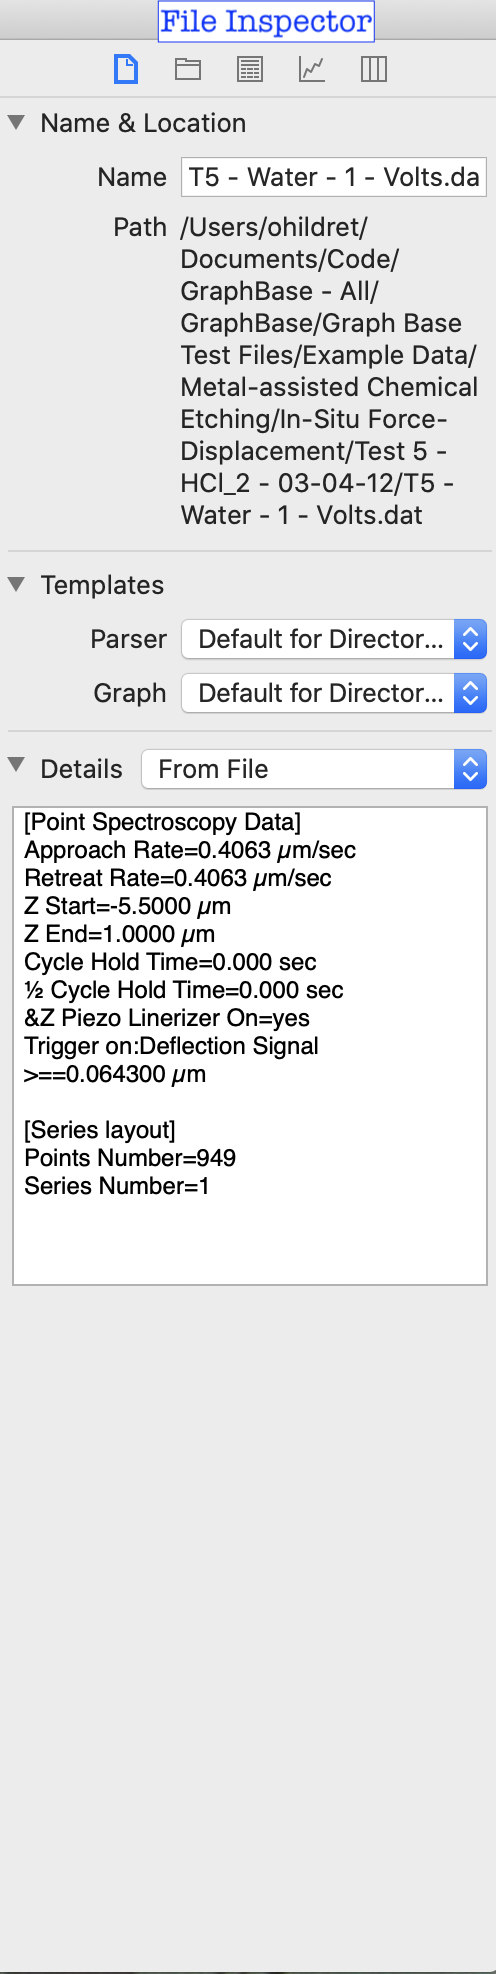 File Inspector
Name & Location
Name T5 - Water - 1 - Volts.da
Path /Users/ohildret/
Documents/Code/
GraphBase - All/
GraphBase/Graph Base
Test Files/Example Data/
Metal-assisted Chemical
Etching/In-Situ Force-
Displacement/Test 5 -
HCl_2 - 03-04-12/T5 -
Water - 1 - Volts.dat
Templates
Parser Default for Director...
Graph Default for Director...
Details From File
[Point Spectroscopy Data]
Approach Rate=0.4063 µm/sec
Retreat Rate=0.4063 µm/sec
Z Start=-5.5000 µm
Z End=1.0000 µm
Cycle Hold Time=0.000 sec
½ Cycle Hold Time=0.000 sec
&Z Piezo Linerizer On=yes
Trigger on:Deflection Signal
>==0.064300 µm
[Series layout]
Points Number=949
Series Number=1